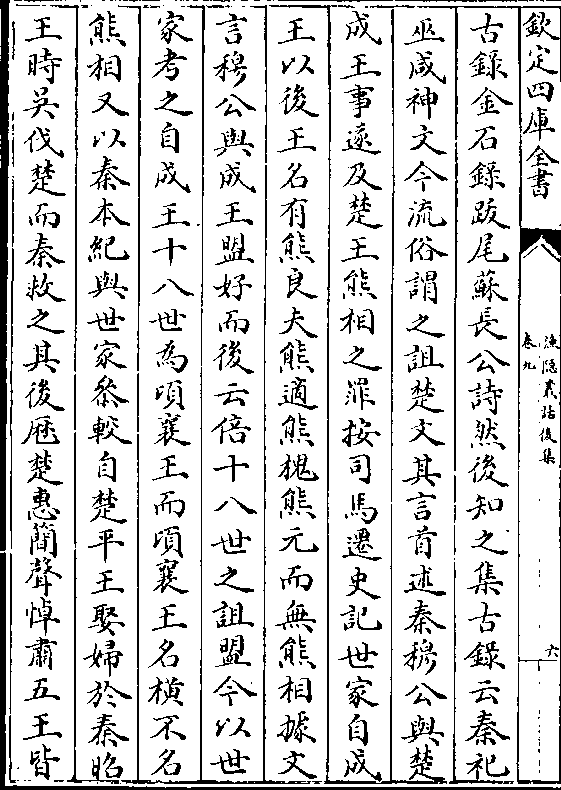 欽定四庫全書
漁隠叢話後集
卷九
六
古錄金石錄跋尾蘇長公詩然後知之集古錄云秦祀
巫咸神文今流俗謂之詛楚文其言首述秦穆公與楚
成王事遂及楚王熊相之罪按司馬遷史記世家自成
王以後王名有熊良夫熊適熊槐熊元而無熊相據文
言穆公與成王盟好而後云倍十八世之詛盟今以世
家考之自成王十八世為頃襄王而頃襄王名横不名
熊相又以秦本紀與世家叅較自楚平王娶婦於秦昭
王時吳伐楚而秦救之其後厯楚惠簡聲悼肅五王皆